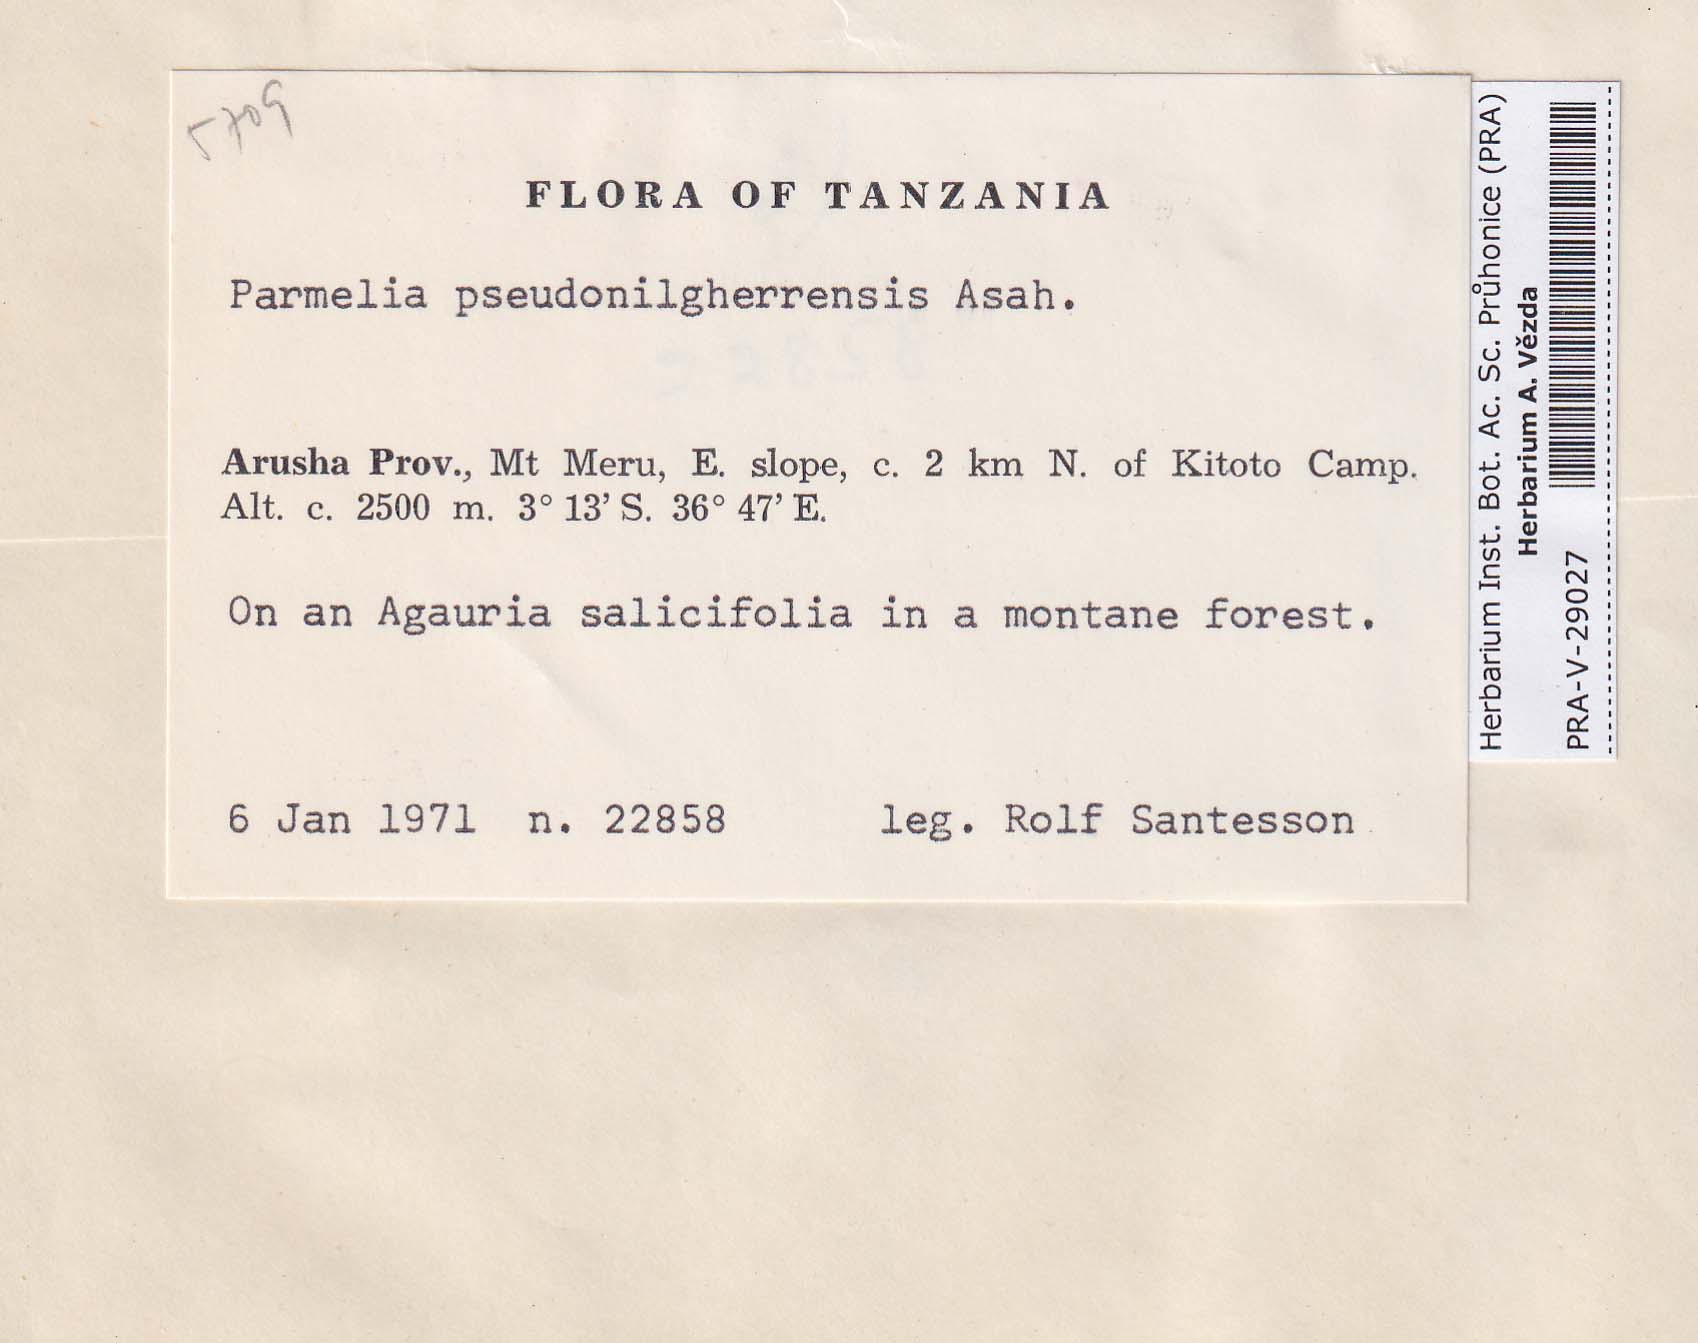 5709
FLORA OF TANZANIA
Parmelia pseudonilgherrensis Asah.
Arusha Prov., Mt Meru, E. slope, c. 2 km N. of Kitoto Camp.
Alt. c. 2500 m. 3° 13’ S. 36° 47’ E.
On an Agauria salicifolia in a montane forest.
6 Jan 1971 n. 22858 leg. Rolf Santesson
Herbarium Inst. Bot. Ac. Sc. Průhonice (PRA)
Herbarium A. Vězda
PRA-V-29027